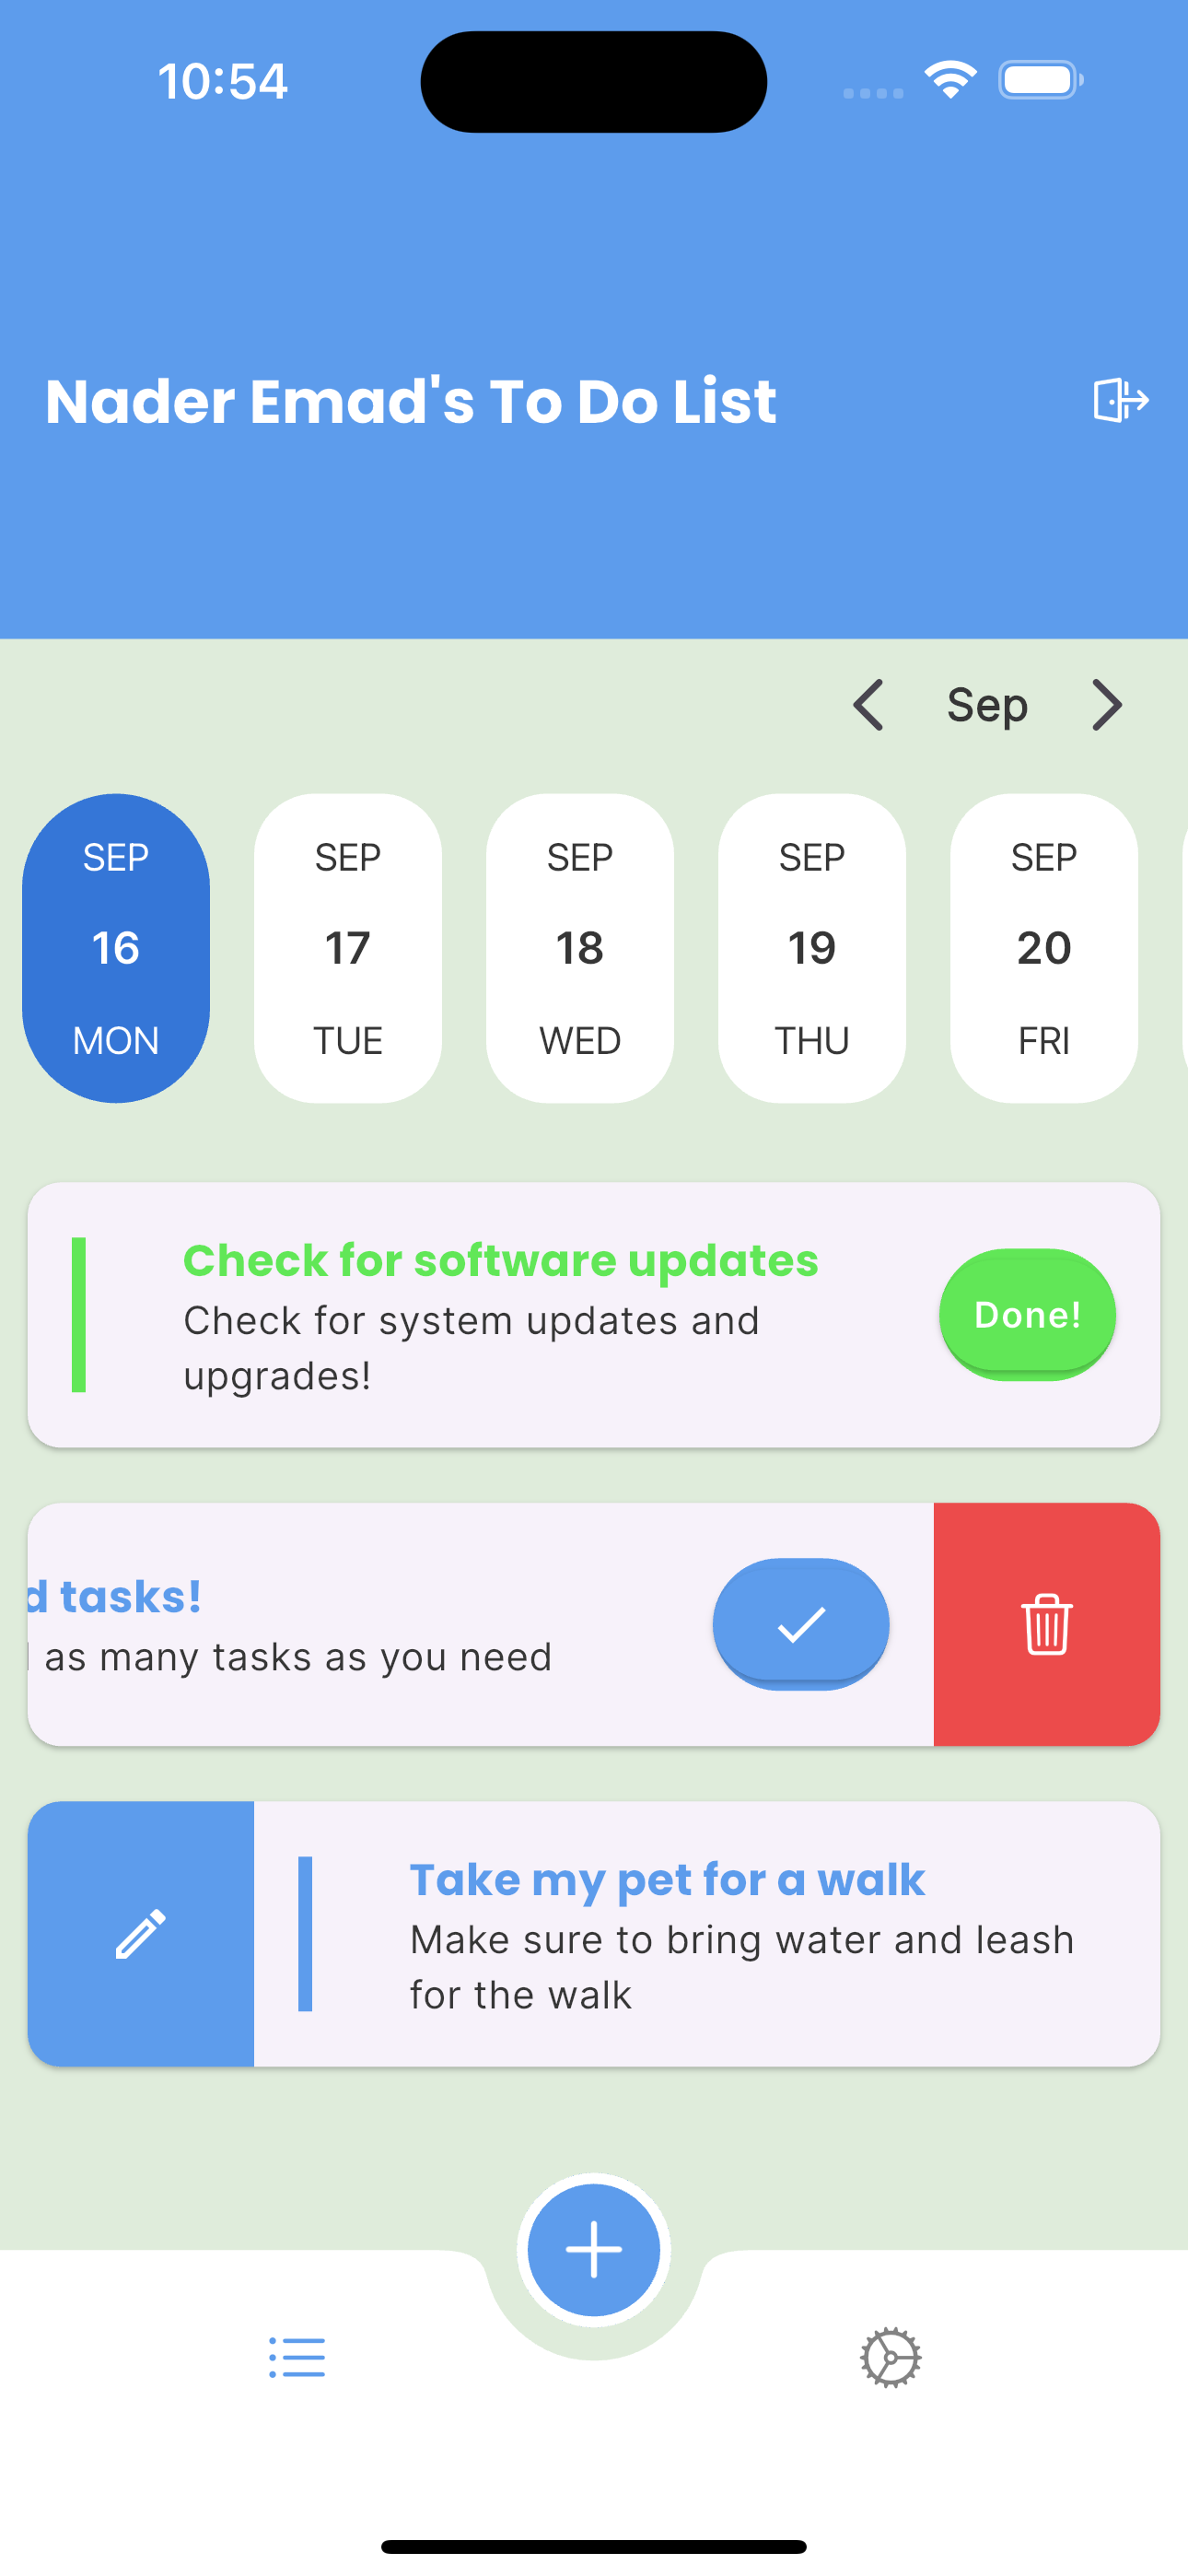 10:54
Nader Emad's To Do List
Sep
SEP SEP SEP SEP SEP
16 17 18 19 20
MON TUE WED THU FRI
Check for software updates
Check for system updates and
upgrades!
Done!
d tasks!
as many tasks as you need
Take my pet for a walk
Make sure to bring water and leash
for the walk